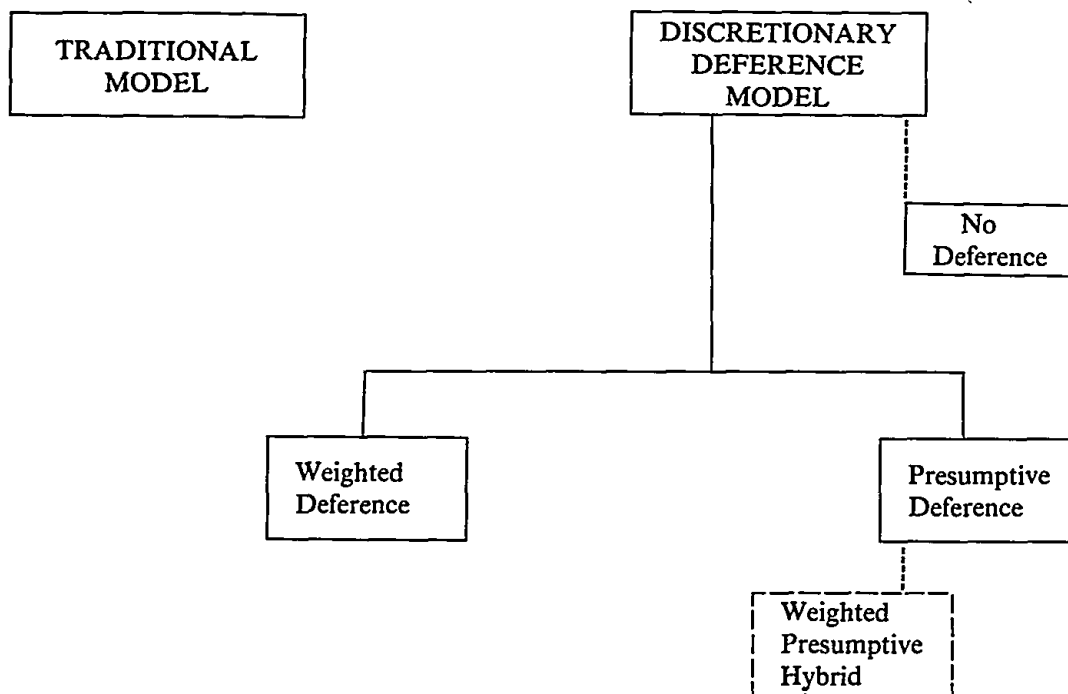 TRADITIONAL
MODEL
DISCRETIONARY
DEFERENCE
MODEL
No
Deference
Weighted
Deference
Presumptive
Deference
Weighted
Presumptive
Hybrid